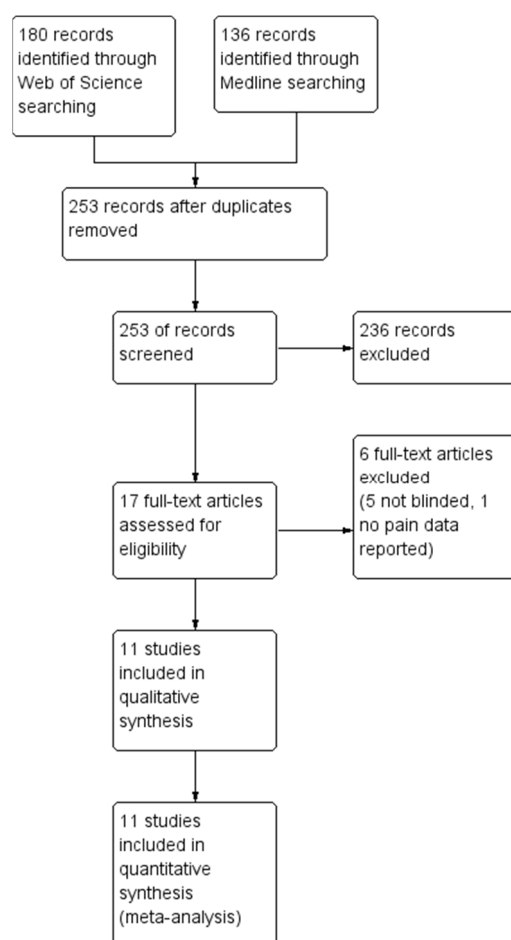 180 records
identified through
Web of Science
searching
136 records
identified through
Medline searching
253 records after duplicates
removed
253 of records
screened
236 records
excluded
17 full-text articles
assessed for
eligibility
6 full-text articles
excluded
(5 not blinded, 1
no pain data
reported)
11 studies
included in
qualitative
synthesis
11 studies
included in
quantitative
synthesis
(meta-analysis)